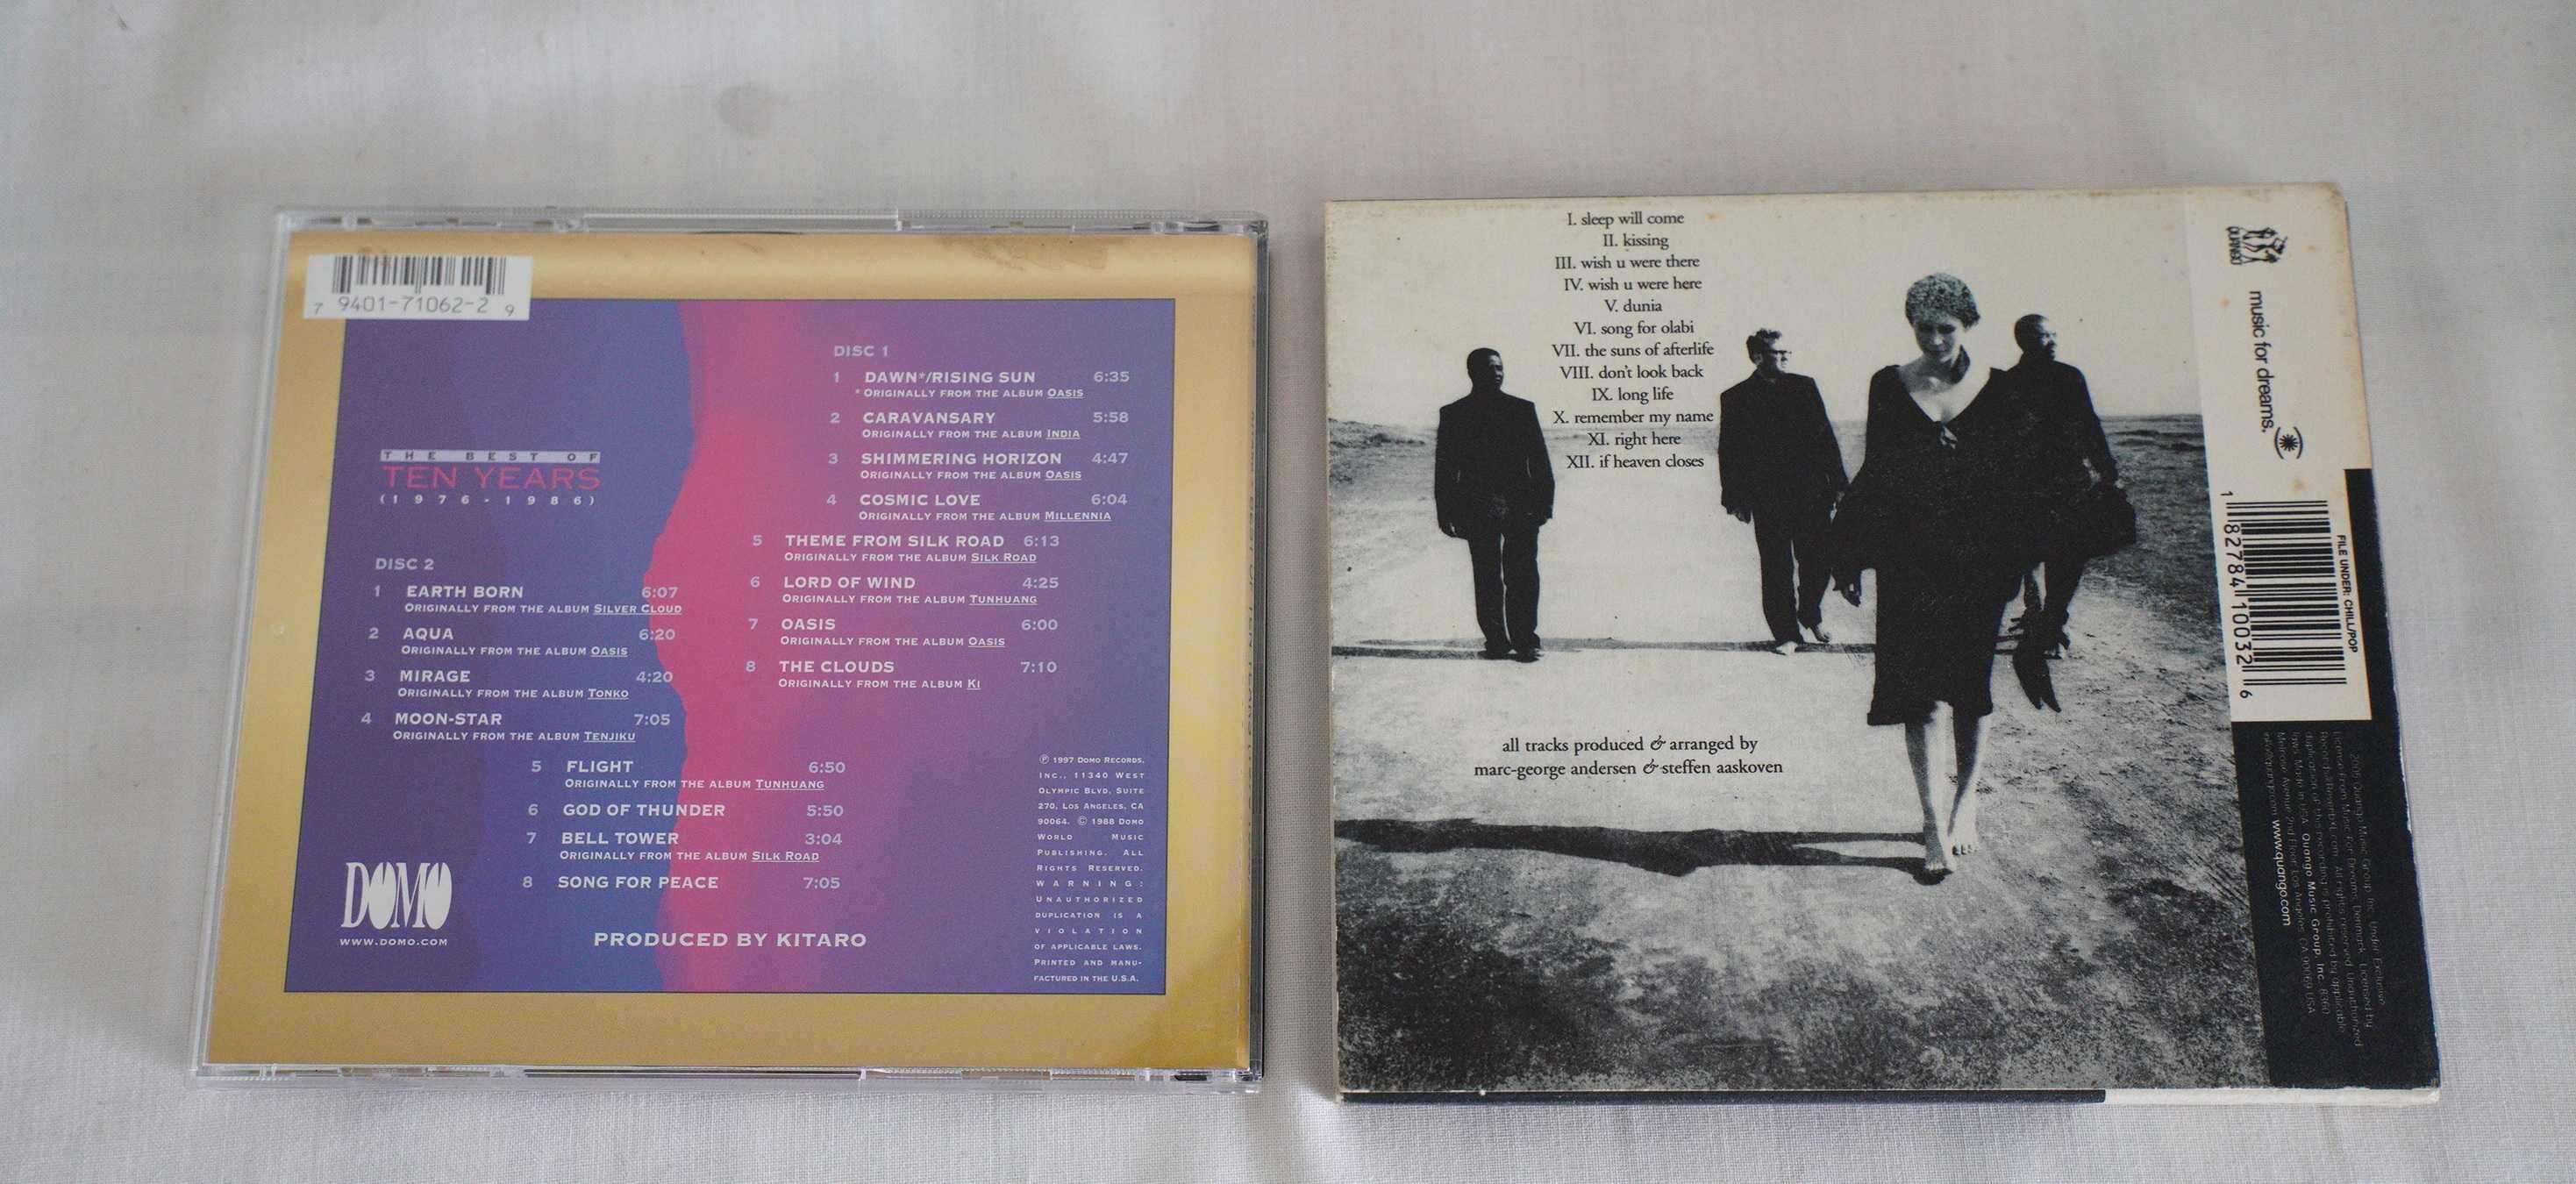 7 9401-71062-2 9
THE BEST OF
TEN YEARS
(1976-1986)
DISC 1
1 DAWN*/RISING SUN 6:35
* ORIGINALLY FROM THE ALBUM OASIS
2 CARAVANSARY 5:58
ORIGINALLY FROM THE ALBUM INDIA
3 SHIMMERING HORIZON 4:47
ORIGINALLY FROM THE ALBUM OASIS
4 COSMIC LOVE 6:04
ORIGINALLY FROM THE ALBUM MILLENNIA
5 THEME FROM SILK ROAD 6:13
ORIGINALLY FROM THE ALBUM SILK ROAD
6 LORD OF WIND 4:25
ORIGINALLY FROM THE ALBUM TUNHUANG
7 OASIS 6:00
ORIGINALLY FROM THE ALBUM OASIS
8 THE CLOUDS 7:10
ORIGINALLY FROM THE ALBUM KI
DISC 2
1 EARTH BORN 6:07
ORIGINALLY FROM THE ALBUM SILVER CLOUD
2 AQUA 6:20
ORIGINALLY FROM THE ALBUM OASIS
3 MIRAGE 4:20
ORIGINALLY FROM THE ALBUM TONKO
4 MOON-STAR 7:05
ORIGINALLY FROM THE ALBUM TENJIKU
5 FLIGHT 6:50
ORIGINALLY FROM THE ALBUM TUNHUANG
6 GOD OF THUNDER 5:50
7 BELL TOWER 3:04
ORIGINALLY FROM THE ALBUM SILK ROAD
8 SONG FOR PEACE 7:05
PRODUCED BY KITARO
DOMO
WWW.DOMO.COM
℗ 1997 DOMO RECORDS,
INC., 11340 WEST
OLYMPIC BLVD. SUITE
270, LOS ANGELES, CA
90064. © 1988 DOMO
WORLD MUSIC
PUBLISHING. ALL
RIGHTS RESERVED.
WARNING:
UNAUTHORIZED
DUPLICATION IS A
VIOLATION
OF APPLICABLE LAWS.
PRINTED AND MANU-
FACTURED IN THE U.S.A.
I. sleep will come
II. kissing
III. wish u were there
IV. wish u were here
V. dunia
VI. song for olabi
VII. the suns of afterlife
VIII. don't look back
IX. long life
X. remember my name
XI. right here
XII. if heaven closes
all tracks produced & arranged by
marc-george andersen & steffen aaskoven
QUANGO
music for dreams.
FILE UNDER: CHILL/POP
1 82784 10032 6
Quango Music Group, Inc.
www.quango.com